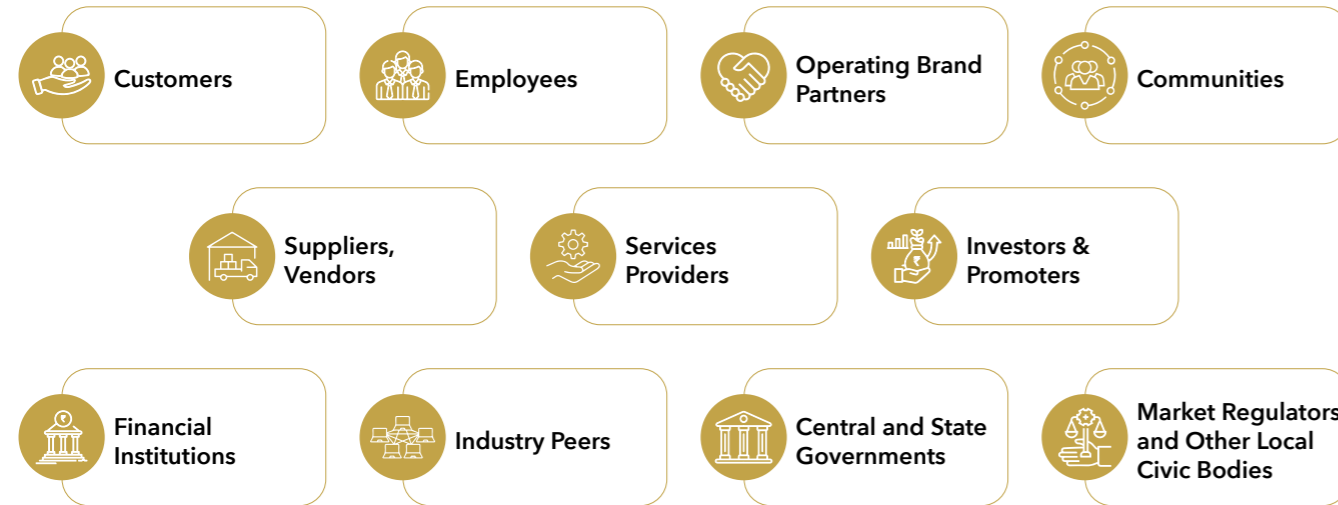 Customers
Employees
Operating Brand
Partners
Communities
Suppliers,
Vendors
Services
Providers
Investors &
Promoters
Financial
Institutions
Industry Peers
Central and State
Governments
Market Regulators
and Other Local
Civic Bodies